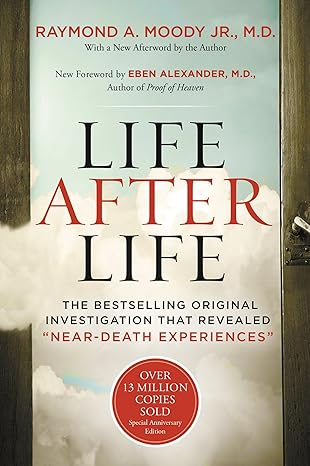 RAYMOND A. MOODY JR., M.D.
With a New Afterword by the Author
New Foreword by EBEN ALEXANDER, M.D.,
Author of Proof of Heaven
LIFE
AFTER
LIFE
THE BESTSELLING ORIGINAL
INVESTIGATION THAT REVEALED
“NEAR-DEATH EXPERIENCES”
OVER
13 MILLION
COPIES
SOLD
Special Anniversary
Edition